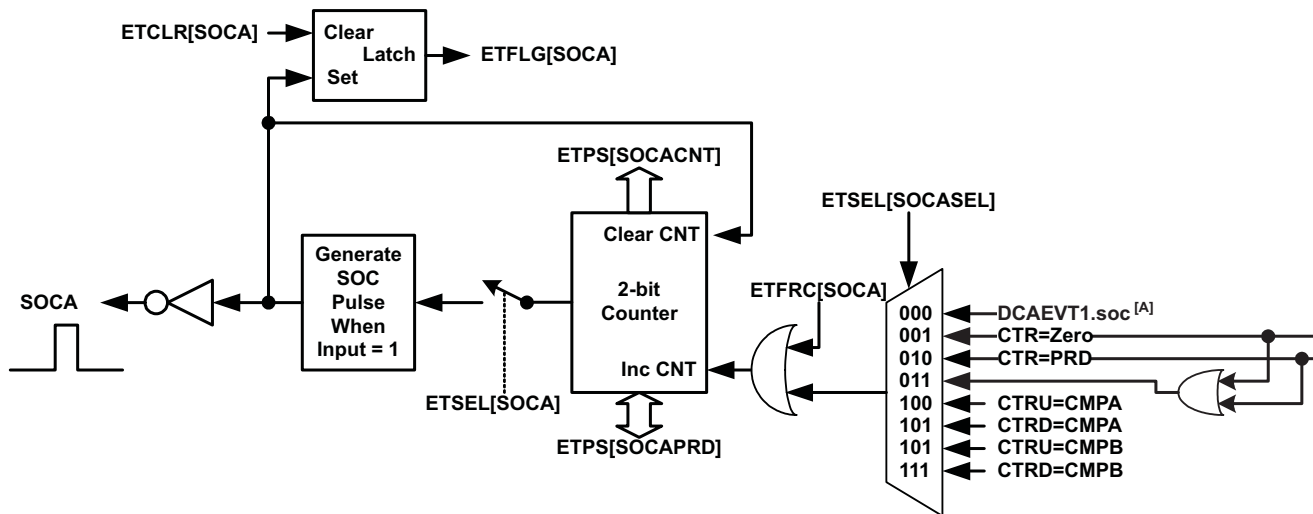 ETCLR[SOCA]
Clear
Latch
Set
ETFLG[SOCA]
ETPS[SOCACNT]
ETSEL[SOCASEL]
Clear CNT
2-bit
Counter
Inc CNT
Generate
SOC
Pulse
When
Input = 1
SOCA
ETSEL[SOCA]
ETPS[SOCAPRD]
ETFRC[SOCA]
000 DCAEVT1.soc [A]
001 CTR=Zero
010 CTR=PRD
011
100 CTRU=CMPA
101 CTRD=CMPA
101 CTRU=CMPB
111 CTRD=CMPB